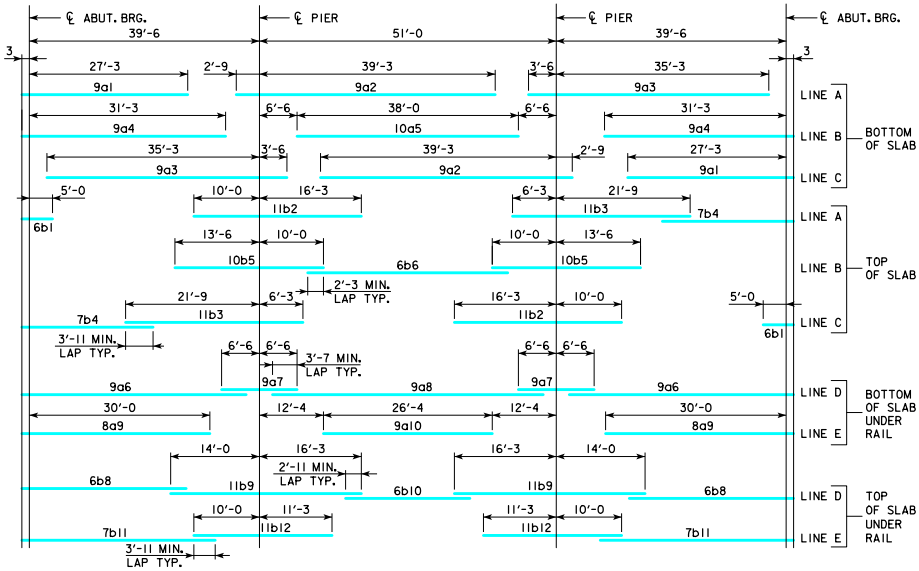 ℄ ABUT. BRG.
℄ PIER
℄ PIER
℄ ABUT. BRG.
39'-6
51'-0
39'-6
3
3
27'-3
2'-9
39'-3
3'-6
35'-3
9a1
9a2
9a3
LINE A
31'-3
6'-6
38'-0
6'-6
31'-3
9a4
10a5
9a4
LINE B
BOTTOM
OF SLAB
35'-3
3'-6
39'-3
2'-9
27'-3
9a3
9a2
9a1
LINE C
5'-0
10'-0
16'-3
6'-3
21'-9
6b1
11b2
11b3
7b4
LINE A
13'-6
10'-0
10'-0
13'-6
10b5
6b6
10b5
LINE B
TOP
OF SLAB
2'-3 MIN.
LAP TYP.
21'-9
6'-3
16'-3
10'-0
5'-0
7b4
11b3
11b2
6b1
LINE C
3'-11 MIN.
LAP TYP.
6'-6
6'-6
6'-6
6'-6
3'-7 MIN.
LAP TYP.
9a6
9a7
9a8
9a7
9a6
LINE D
BOTTOM
OF SLAB
UNDER
RAIL
30'-0
12'-4
26'-4
12'-4
30'-0
8a9
9a10
8a9
LINE E
14'-0
16'-3
16'-3
14'-0
2'-11 MIN.
LAP TYP.
6b8
11b9
6b10
11b9
6b8
LINE D
TOP
OF SLAB
UNDER
RAIL
10'-0
11'-3
11'-3
10'-0
7b11
11b12
11b12
7b11
LINE E
3'-11 MIN.
LAP TYP.